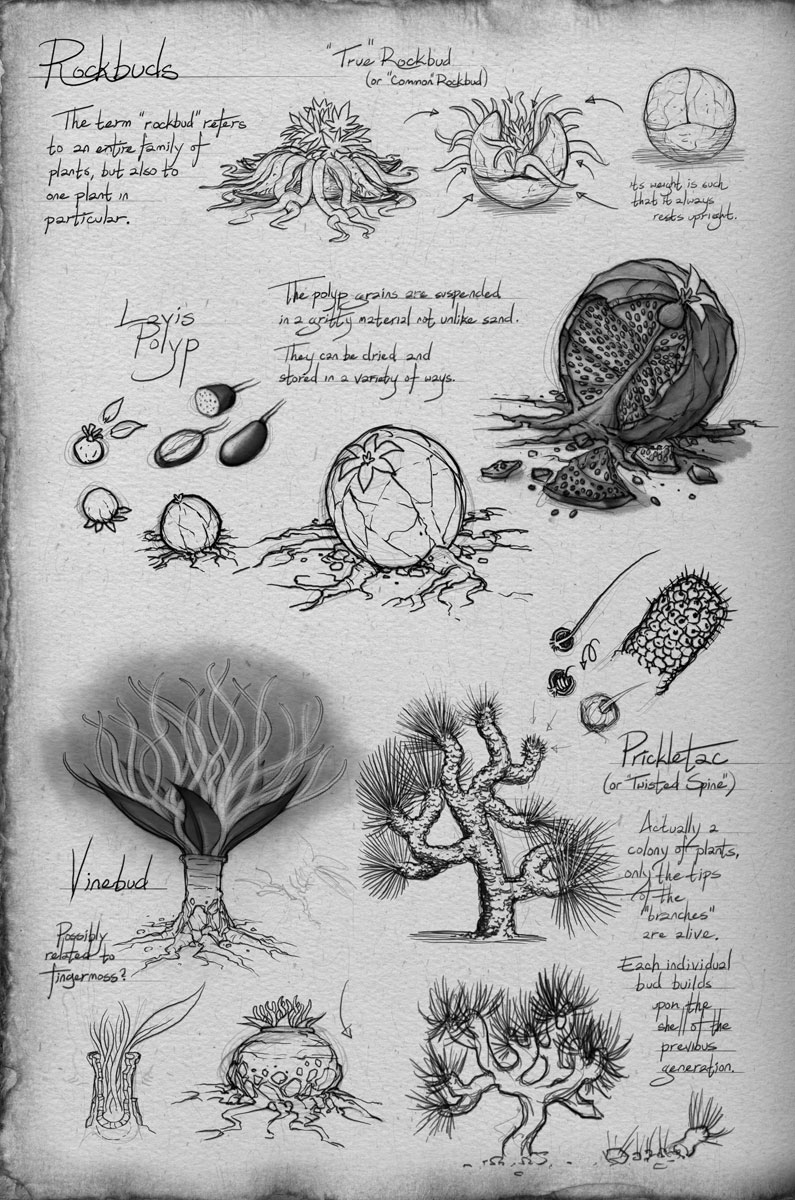 Rockbuds
The term "rockbud" refers
to an entire family of
plants, but also to
one plant in
particular.
"True" Rockbud
(or "Common" Rockbud)
its weight is such
that it always
rests upright.
Lavis
Polyp
The polyp grains are suspended
in a gritty material not unlike sand.
They can be dried and
stored in a variety of ways.
Vinebud
Possibly
related to
fingermoss?
Prickletac
(or "Twisted Spine")
Actually a
colony of plants,
only the tips
of the
"branches"
are alive.
Each individual
bud builds
upon the
shell of the
previous
generation.